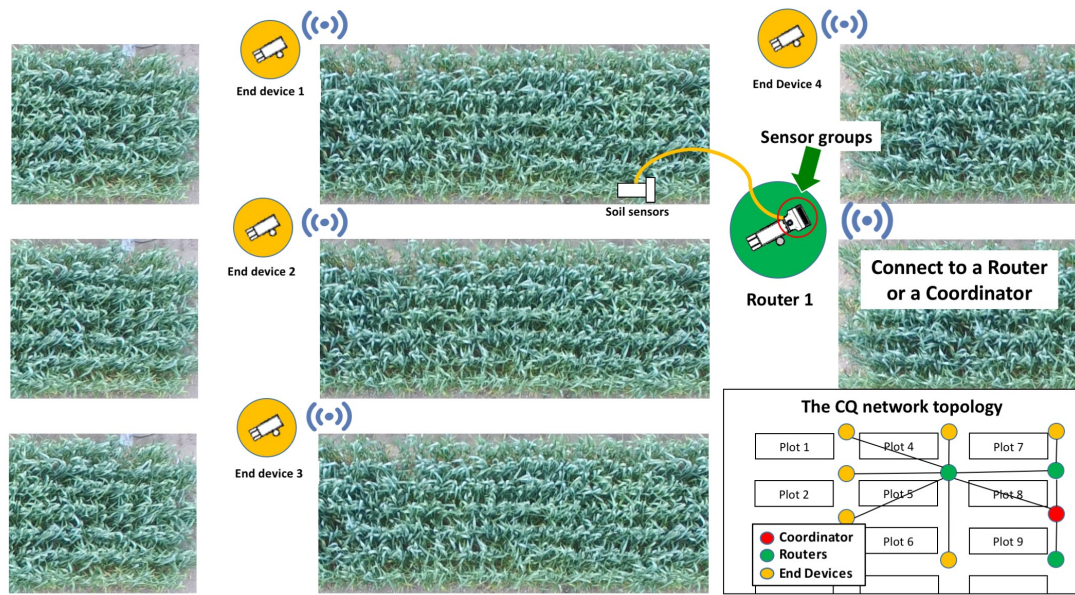 End device 1
End Device 4
Sensor groups
Soil sensors
End device 2
Router 1
Connect to a Router
or a Coordinator
End device 3
The CQ network topology
Plot 1
Plot 4
Plot 7
Plot 2
Plot 5
Plot 8
Plot 6
Plot 9
Coordinator
Routers
End Devices